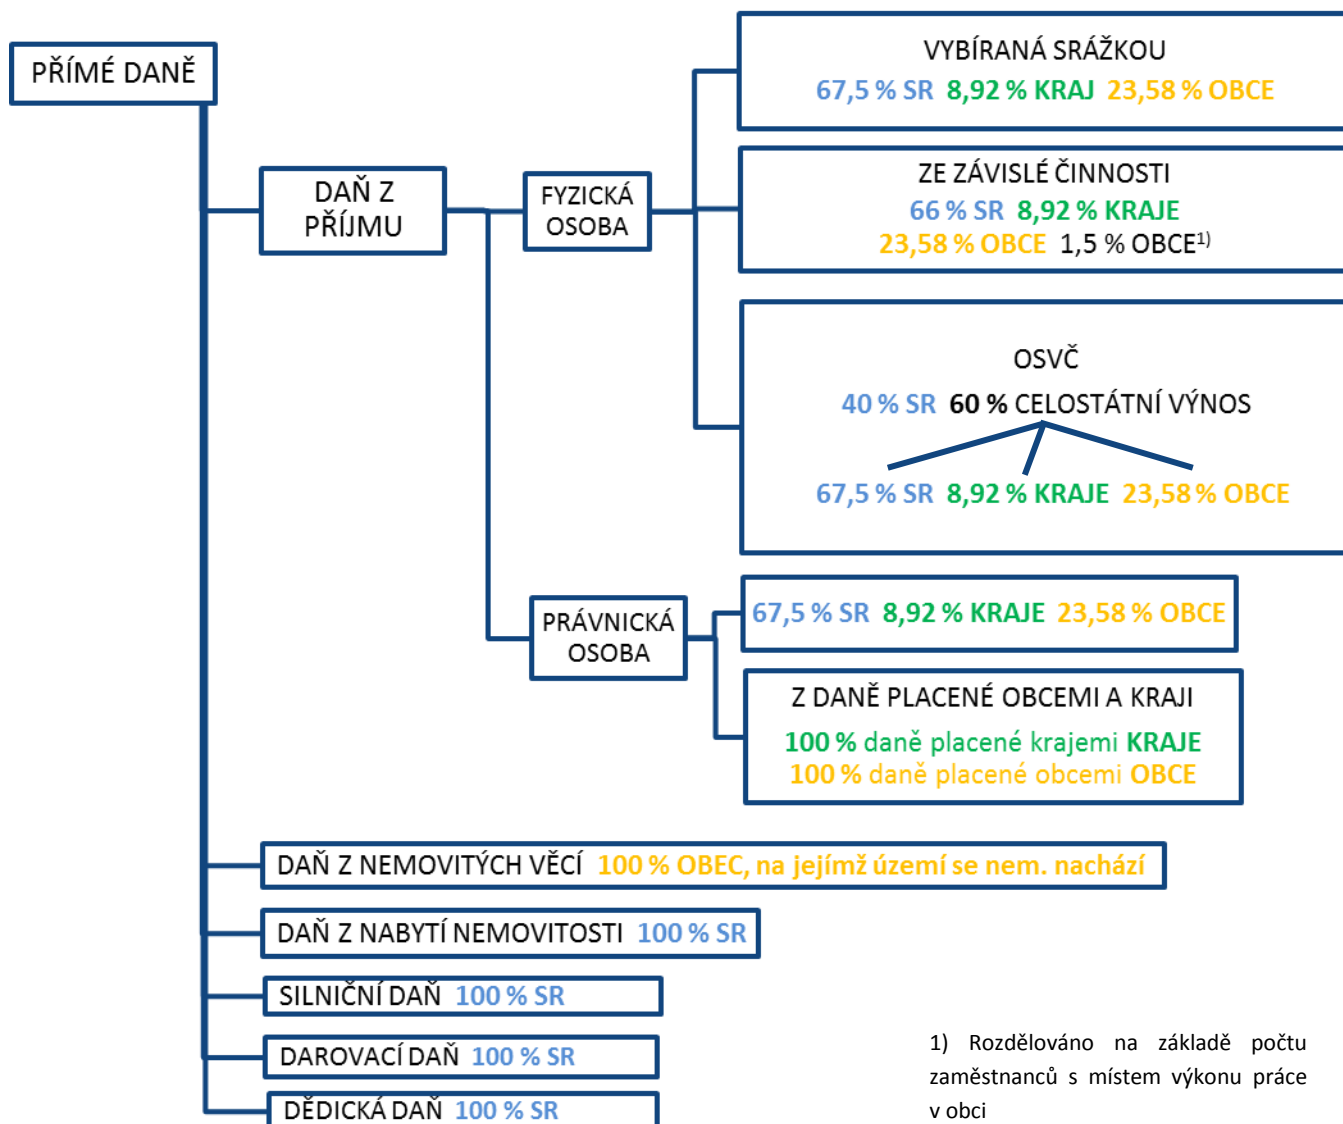 PŘÍMÉ DANĚ
DAŇ Z
PŘÍJMU
FYZICKÁ
OSOBA
VYBÍRANÁ SRÁŽKOU
67,5 % SR 8,92 % KRAJ 23,58 % OBCE
ZE ZÁVISLÉ ČINNOSTI
66 % SR 8,92 % KRAJE
23,58 % OBCE 1,5 % OBCE¹⁾
OSVČ
40 % SR 60 % CELOSTÁTNÍ VÝNOS
67,5 % SR 8,92 % KRAJE 23,58 % OBCE
PRÁVNICKÁ
OSOBA
67,5 % SR 8,92 % KRAJE 23,58 % OBCE
Z DANĚ PLACENÉ OBCEMI A KRAJI
100 % daně placené krajemi KRAJE
100 % daně placené obcemi OBCE
DAŇ Z NEMOVITÝCH VĚCÍ 100 % OBEC, na jejímž území se nem. nachází
DAŇ Z NABYTÍ NEMOVITOSTI 100 % SR
SILNIČNÍ DAŇ 100 % SR
DAROVACÍ DAŇ 100 % SR
DĚDICKÁ DAŇ 100 % SR
1) Rozdělováno na základě počtu
zaměstnanců s místem výkonu práce
v obci